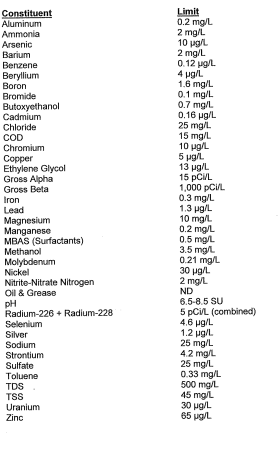 Constituent Limit
Aluminum 0.2 mg/L
Ammonia 2 mg/L
Arsenic 10 µg/L
Barium 2 mg/L
Benzene 0.12 µg/L
Beryllium 4 µg/L
Boron 1.6 mg/L
Bromide 0.1 mg/L
Butoxyethanol 0.7 mg/L
Cadmium 0.16 µg/L
Chloride 25 mg/L
COD 15 mg/L
Chromium 10 µg/L
Copper 5 µg/L
Ethylene Glycol 13 µg/L
Gross Alpha 15 pCi/L
Gross Beta 1,000 pCi/L
Iron 0.3 mg/L
Lead 1.3 µg/L
Magnesium 10 mg/L
Manganese 0.2 mg/L
MBAS (Surfactants) 0.5 mg/L
Methanol 3.5 mg/L
Molybdenum 0.21 mg/L
Nickel 30 µg/L
Nitrite-Nitrate Nitrogen 2 mg/L
Oil & Grease ND
pH 6.5-8.5 SU
Radium-226 + Radium-228 5 pCi/L (combined)
Selenium 4.6 µg/L
Silver 1.2 µg/L
Sodium 25 mg/L
Strontium 4.2 mg/L
Sulfate 25 mg/L
Toluene 0.33 mg/L
TDS 500 mg/L
TSS 45 mg/L
Uranium 30 µg/L
Zinc 65 µg/L